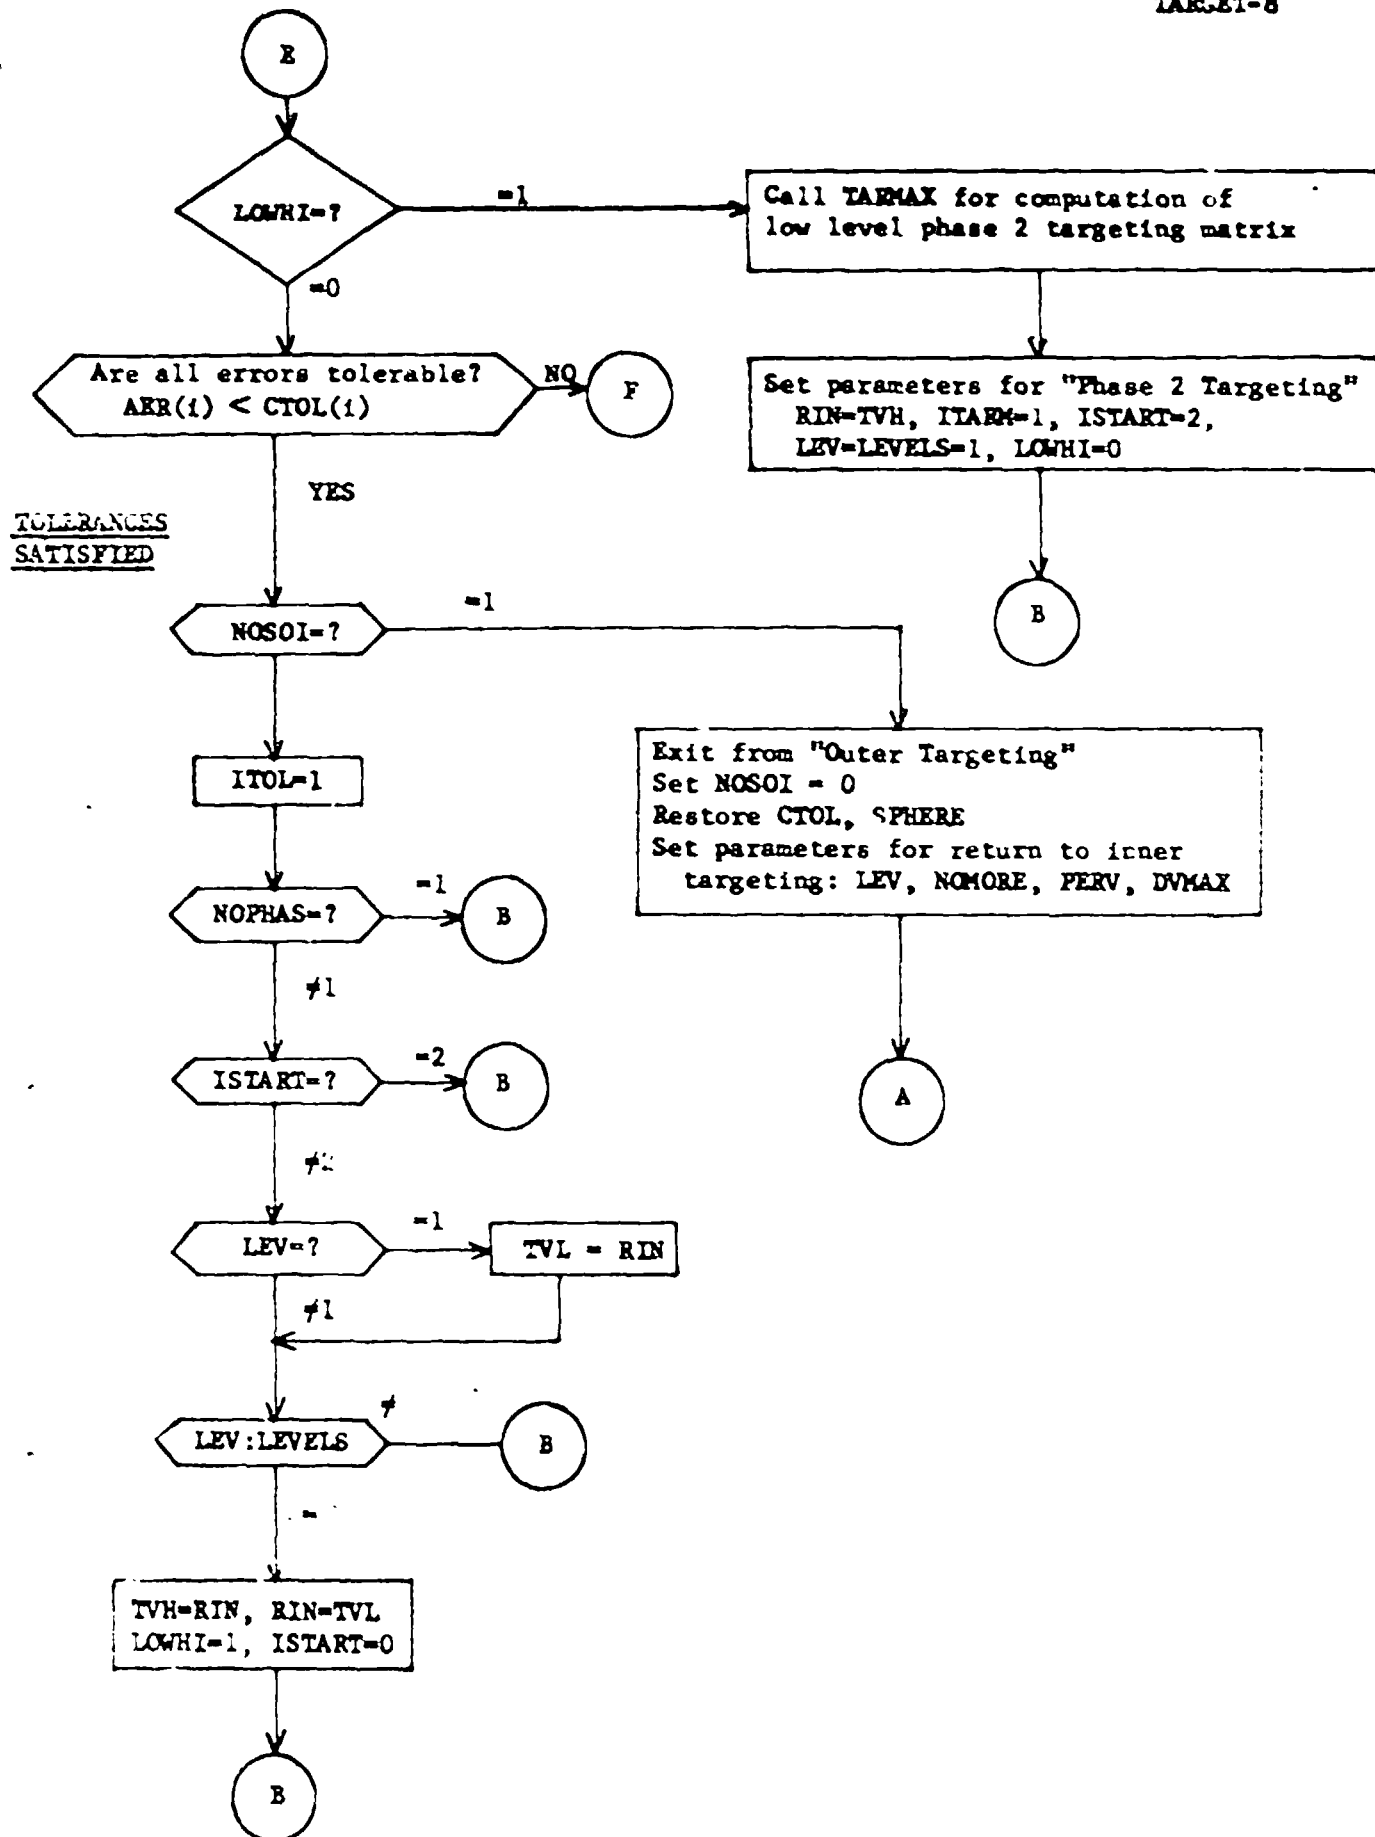 TARGET-8
E
LOWHI=?
=1
Call TARMAX for computation of
low level phase 2 targeting matrix
=0
Are all errors tolerable?
AER(i) < CTOL(i)
NO
F
Set parameters for "Phase 2 Targeting"
RIN=TVH, ITARM=1, ISTART=2,
LEV=LEVELS=1, LOWHI=0
YES
TOLERANCES
SATISFIED
B
NOSOI=?
=1
ITOL=1
Exit from "Outer Targeting"
Set NOSOI = 0
Restore CTOL, SPHERE
Set parameters for return to inner
targeting: LEV, NOMORE, PERV, DVMAX
NOPHAS=?
=1
B
≠1
ISTART=?
=2
B
A
≠2
LEV=?
=1
TVL = RIN
≠1
LEV:LEVELS
≠
B
=
TVH=RIN, RIN=TVL
LOWHI=1, ISTART=0
B